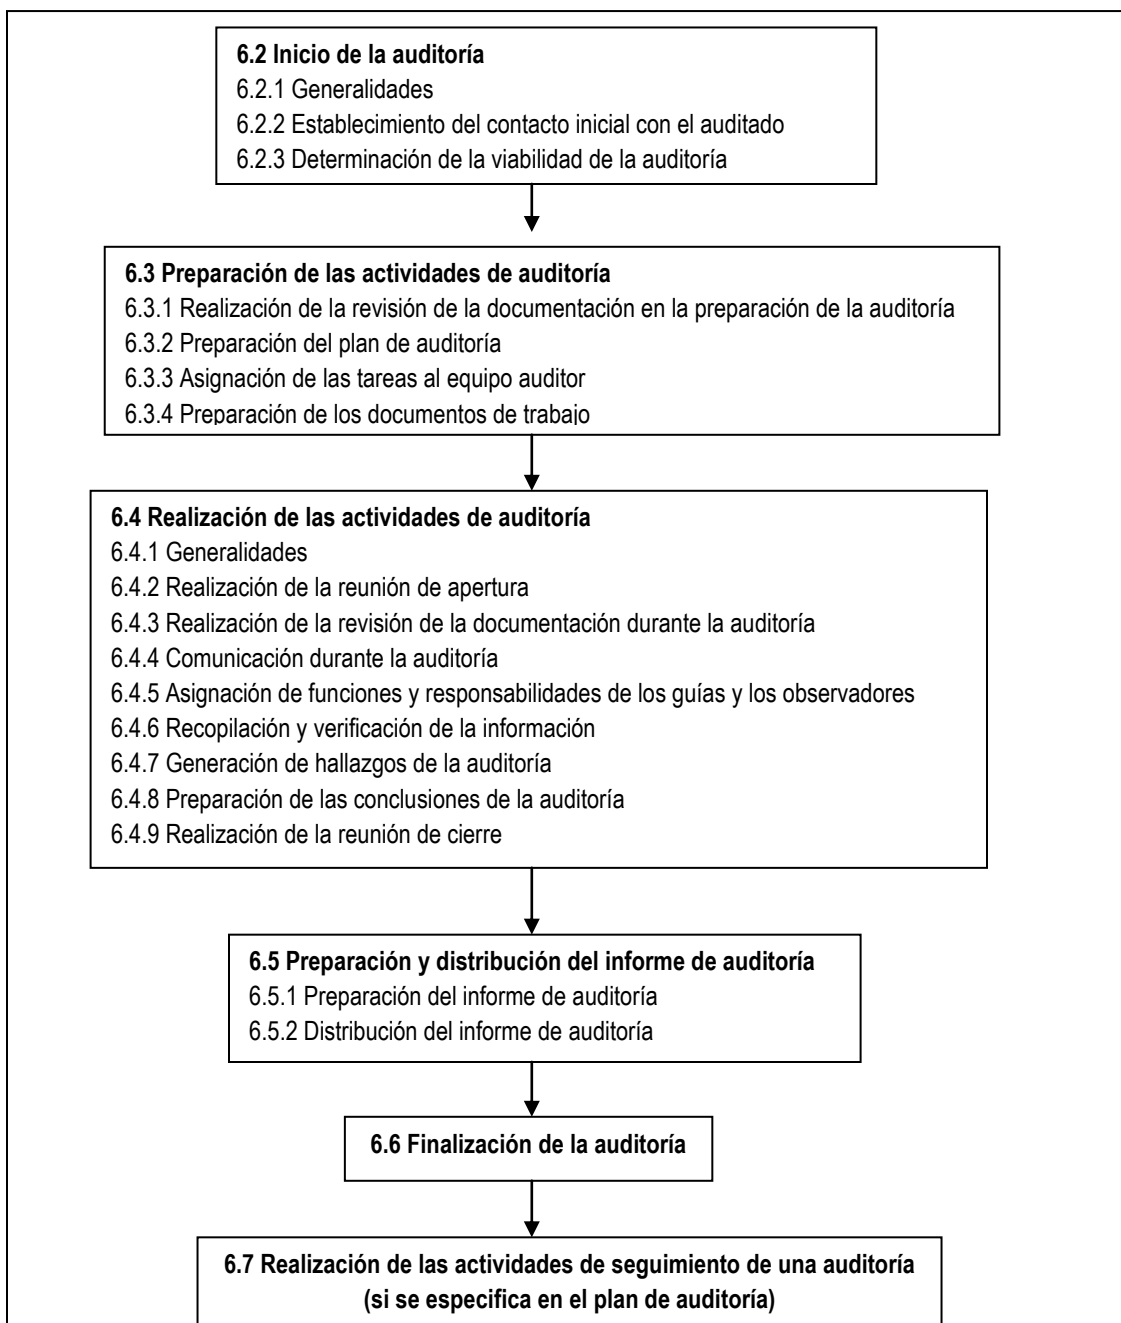 6.2 Inicio de la auditoría
6.2.1 Generalidades
6.2.2 Establecimiento del contacto inicial con el auditado
6.2.3 Determinación de la viabilidad de la auditoría
6.3 Preparación de las actividades de auditoría
6.3.1 Realización de la revisión de la documentación en la preparación de la auditoría
6.3.2 Preparación del plan de auditoría
6.3.3 Asignación de las tareas al equipo auditor
6.3.4 Preparación de los documentos de trabajo
6.4 Realización de las actividades de auditoría
6.4.1 Generalidades
6.4.2 Realización de la reunión de apertura
6.4.3 Realización de la revisión de la documentación durante la auditoría
6.4.4 Comunicación durante la auditoría
6.4.5 Asignación de funciones y responsabilidades de los guías y los observadores
6.4.6 Recopilación y verificación de la información
6.4.7 Generación de hallazgos de la auditoría
6.4.8 Preparación de las conclusiones de la auditoría
6.4.9 Realización de la reunión de cierre
6.5 Preparación y distribución del informe de auditoría
6.5.1 Preparación del informe de auditoría
6.5.2 Distribución del informe de auditoría
6.6 Finalización de la auditoría
6.7 Realización de las actividades de seguimiento de una auditoría
(si se especifica en el plan de auditoría)